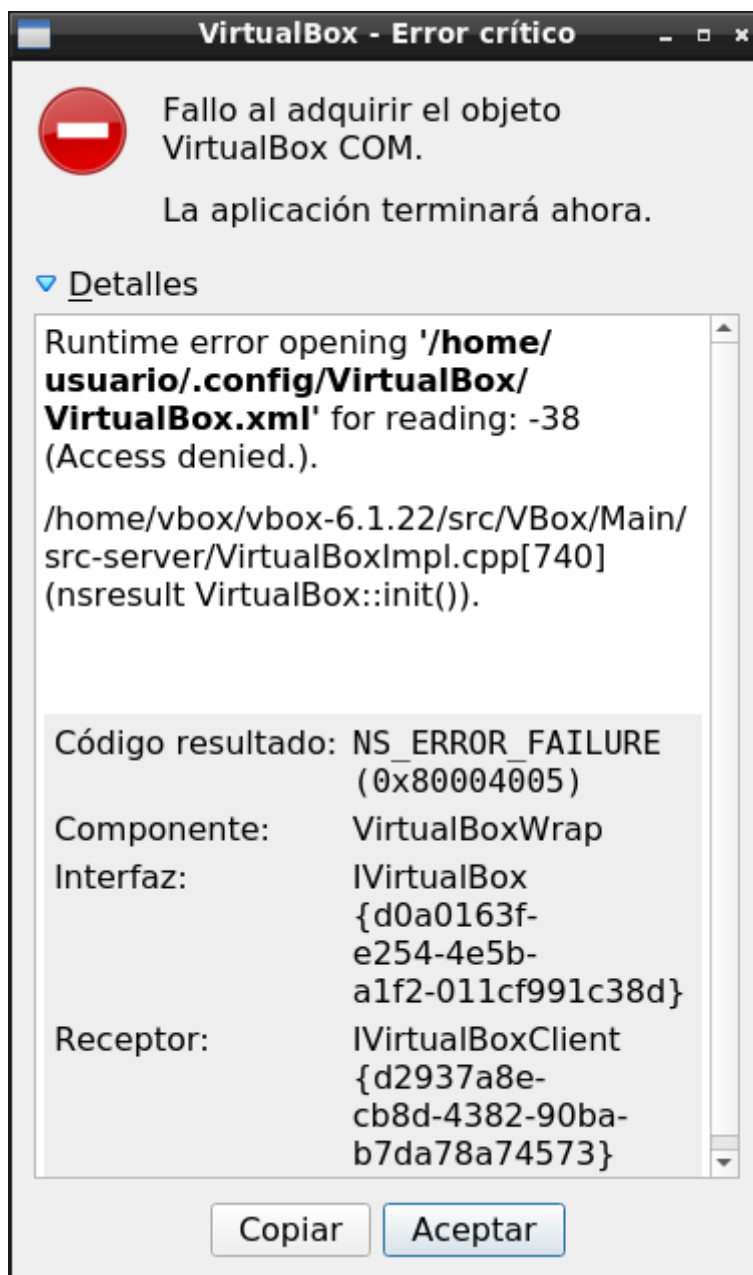 VirtualBox - Error crítico
Fallo al adquirir el objeto
VirtualBox COM.
La aplicación terminará ahora.
Detalles
Runtime error opening '/home/
usuario/.config/VirtualBox/
VirtualBox.xml' for reading: -38
(Access denied.).
/home/vbox/vbox-6.1.22/src/VBox/Main/
src-server/VirtualBoxImpl.cpp[740]
(nsresult VirtualBox::init()).
Código resultado: NS_ERROR_FAILURE
(0x80004005)
Componente: VirtualBoxWrap
Interfaz: IVirtualBox
{d0a0163f-
e254-4e5b-
a1f2-011cf991c38d}
Receptor: IVirtualBoxClient
{d2937a8e-
cb8d-4382-90ba-
b7da78a74573}
Copiar Aceptar